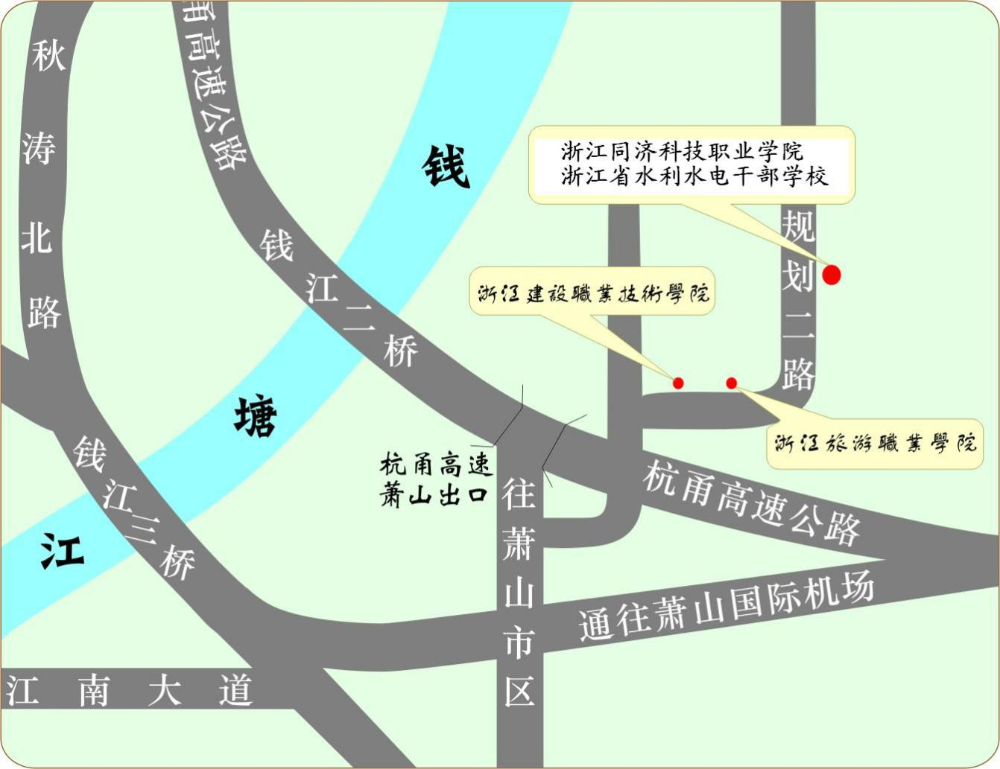 秋涛北路
甬高速公路
钱塘江
浙江同济科技职业学院
浙江省水利水电干部学校
规划二路
钱江二桥
浙江建设職業技術學院
浙江旅游職業學院
钱江三桥
杭甬高速
萧山出口
往萧山市区
杭甬高速公路
通往萧山国际机场
江南大道